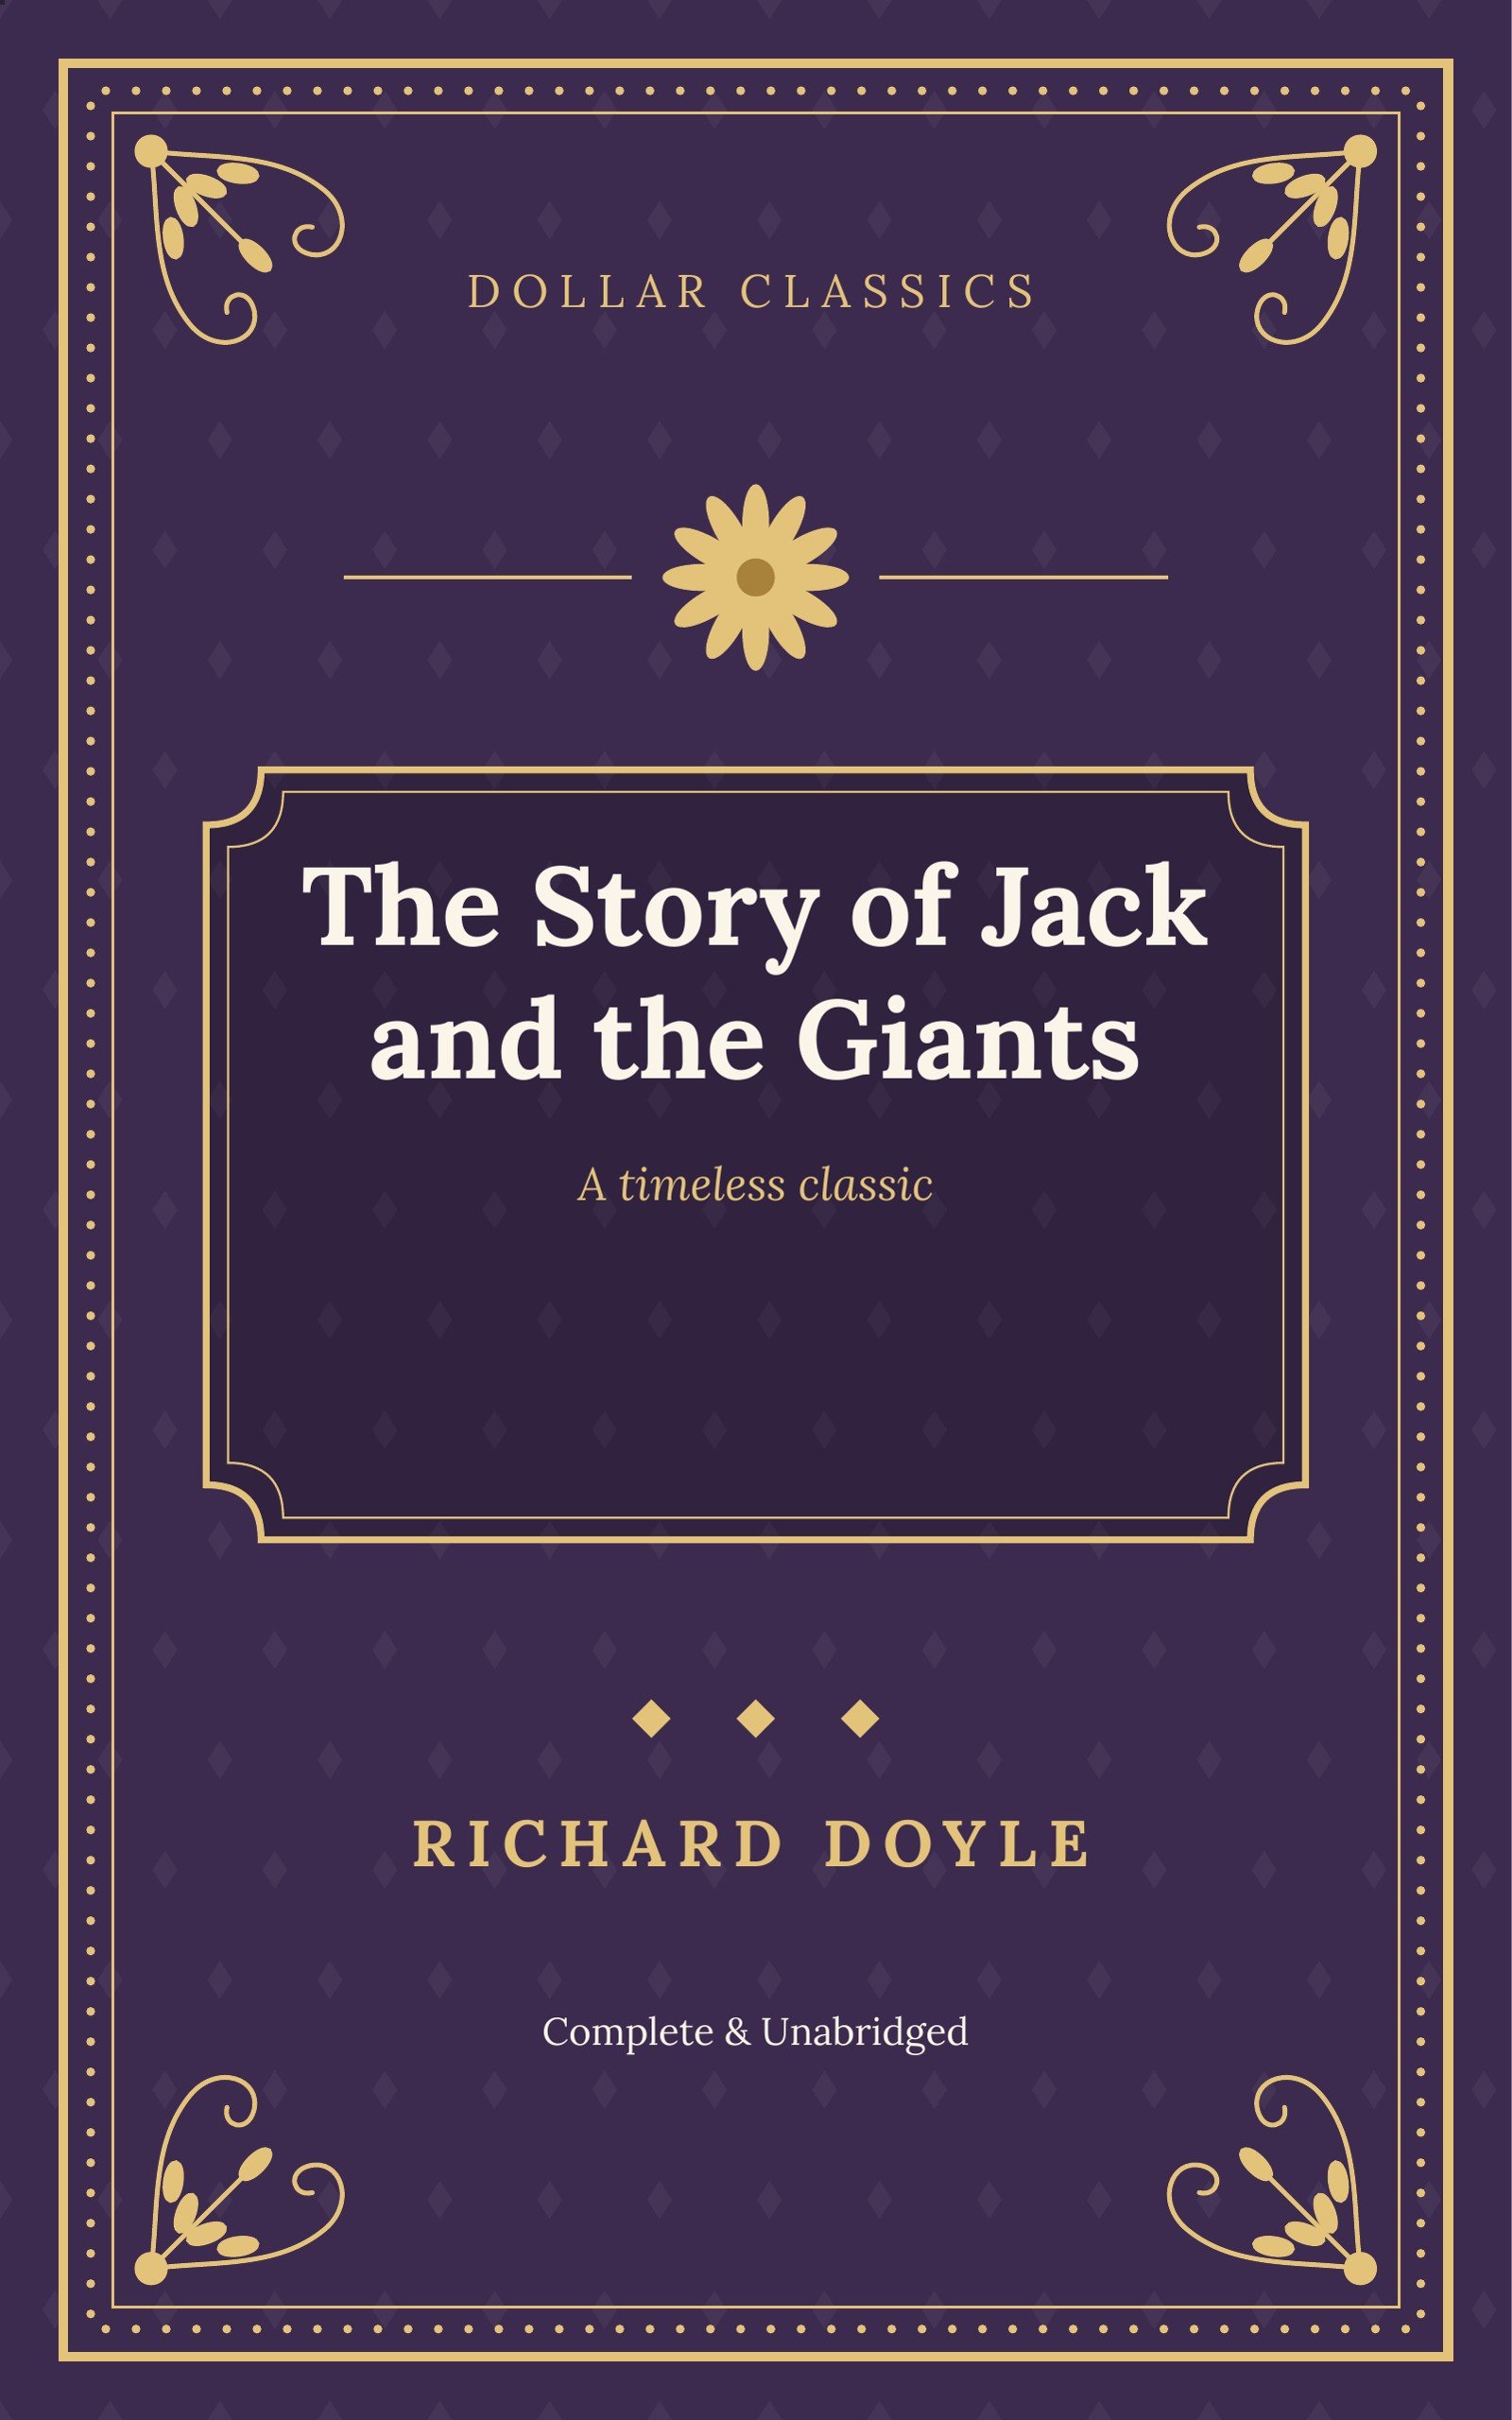 DOLLAR CLASSICS
The Story of Jack
and the Giants
A timeless classic
RICHARD DOYLE
Complete & Unabridged